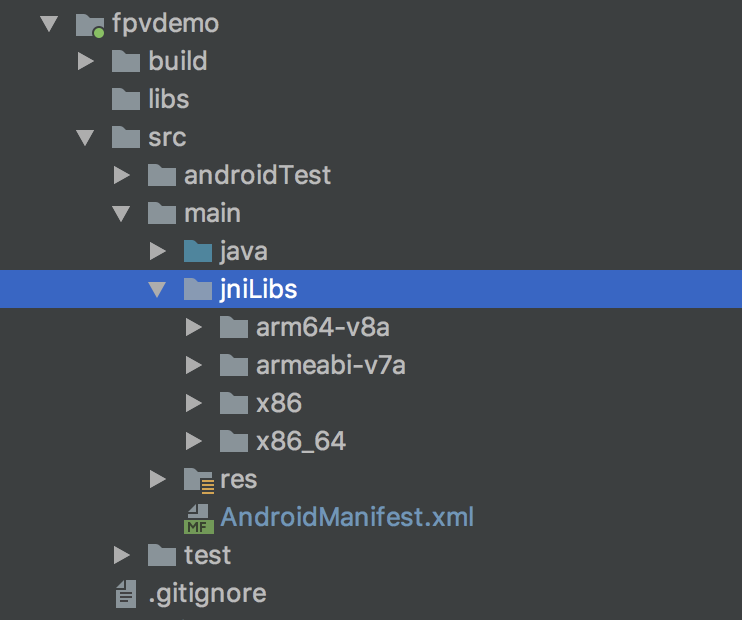 fpvdemo
build
libs
src
androidTest
main
java
jniLibs
arm64-v8a
armeabi-v7a
x86
x86_64
res
MF AndroidManifest.xml
test
.gitignore